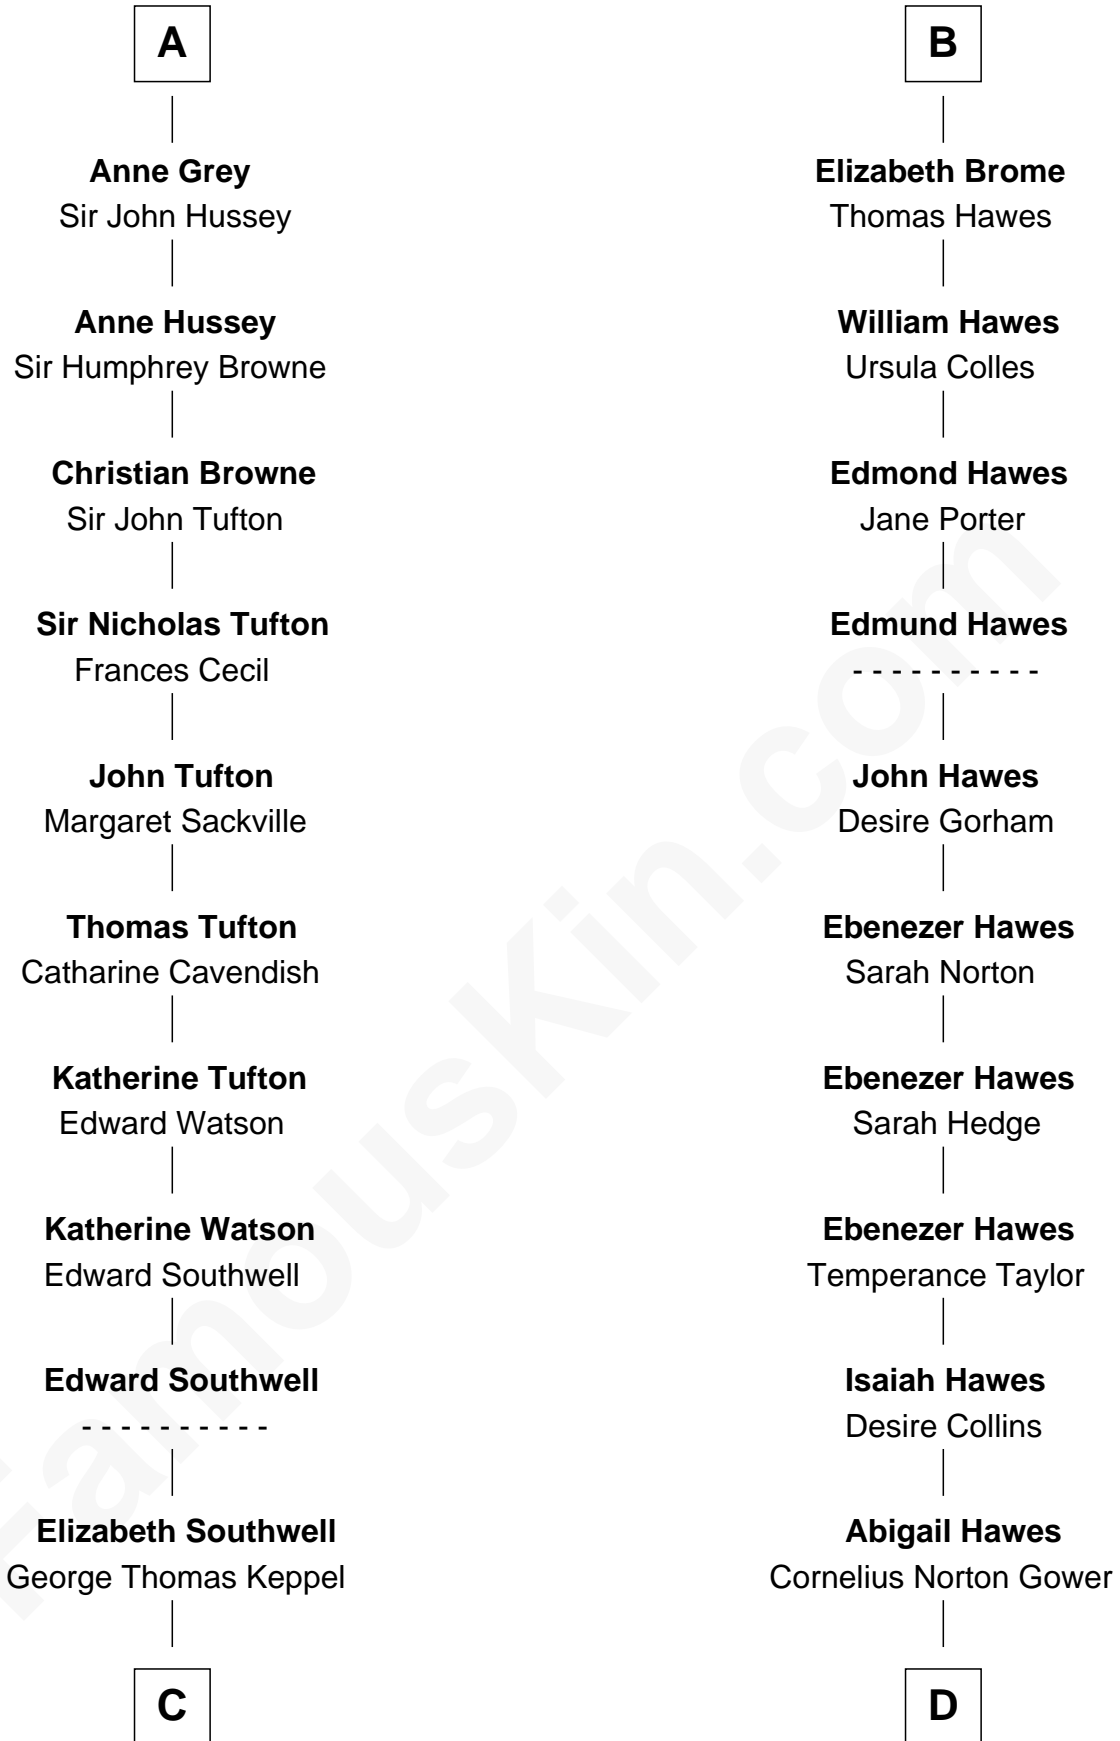 A
Anne Grey
Sir John Hussey
Anne Hussey
Sir Humphrey Browne
Christian Browne
Sir John Tufton
Sir Nicholas Tufton
Frances Cecil
John Tufton
Margaret Sackville
Thomas Tufton
Catharine Cavendish
Katherine Tufton
Edward Watson
Katherine Watson
Edward Southwell
Edward Southwell
- - - - - - - - - -
Elizabeth Southwell
George Thomas Keppel
C
B
Elizabeth Brome
Thomas Hawes
William Hawes
Ursula Colles
Edmond Hawes
Jane Porter
Edmund Hawes
- - - - - - - - - -
John Hawes
Desire Gorham
Ebenezer Hawes
Sarah Norton
Ebenezer Hawes
Sarah Hedge
Ebenezer Hawes
Temperance Taylor
Isaiah Hawes
Desire Collins
Abigail Hawes
Cornelius Norton Gower
D
FamousKin.com